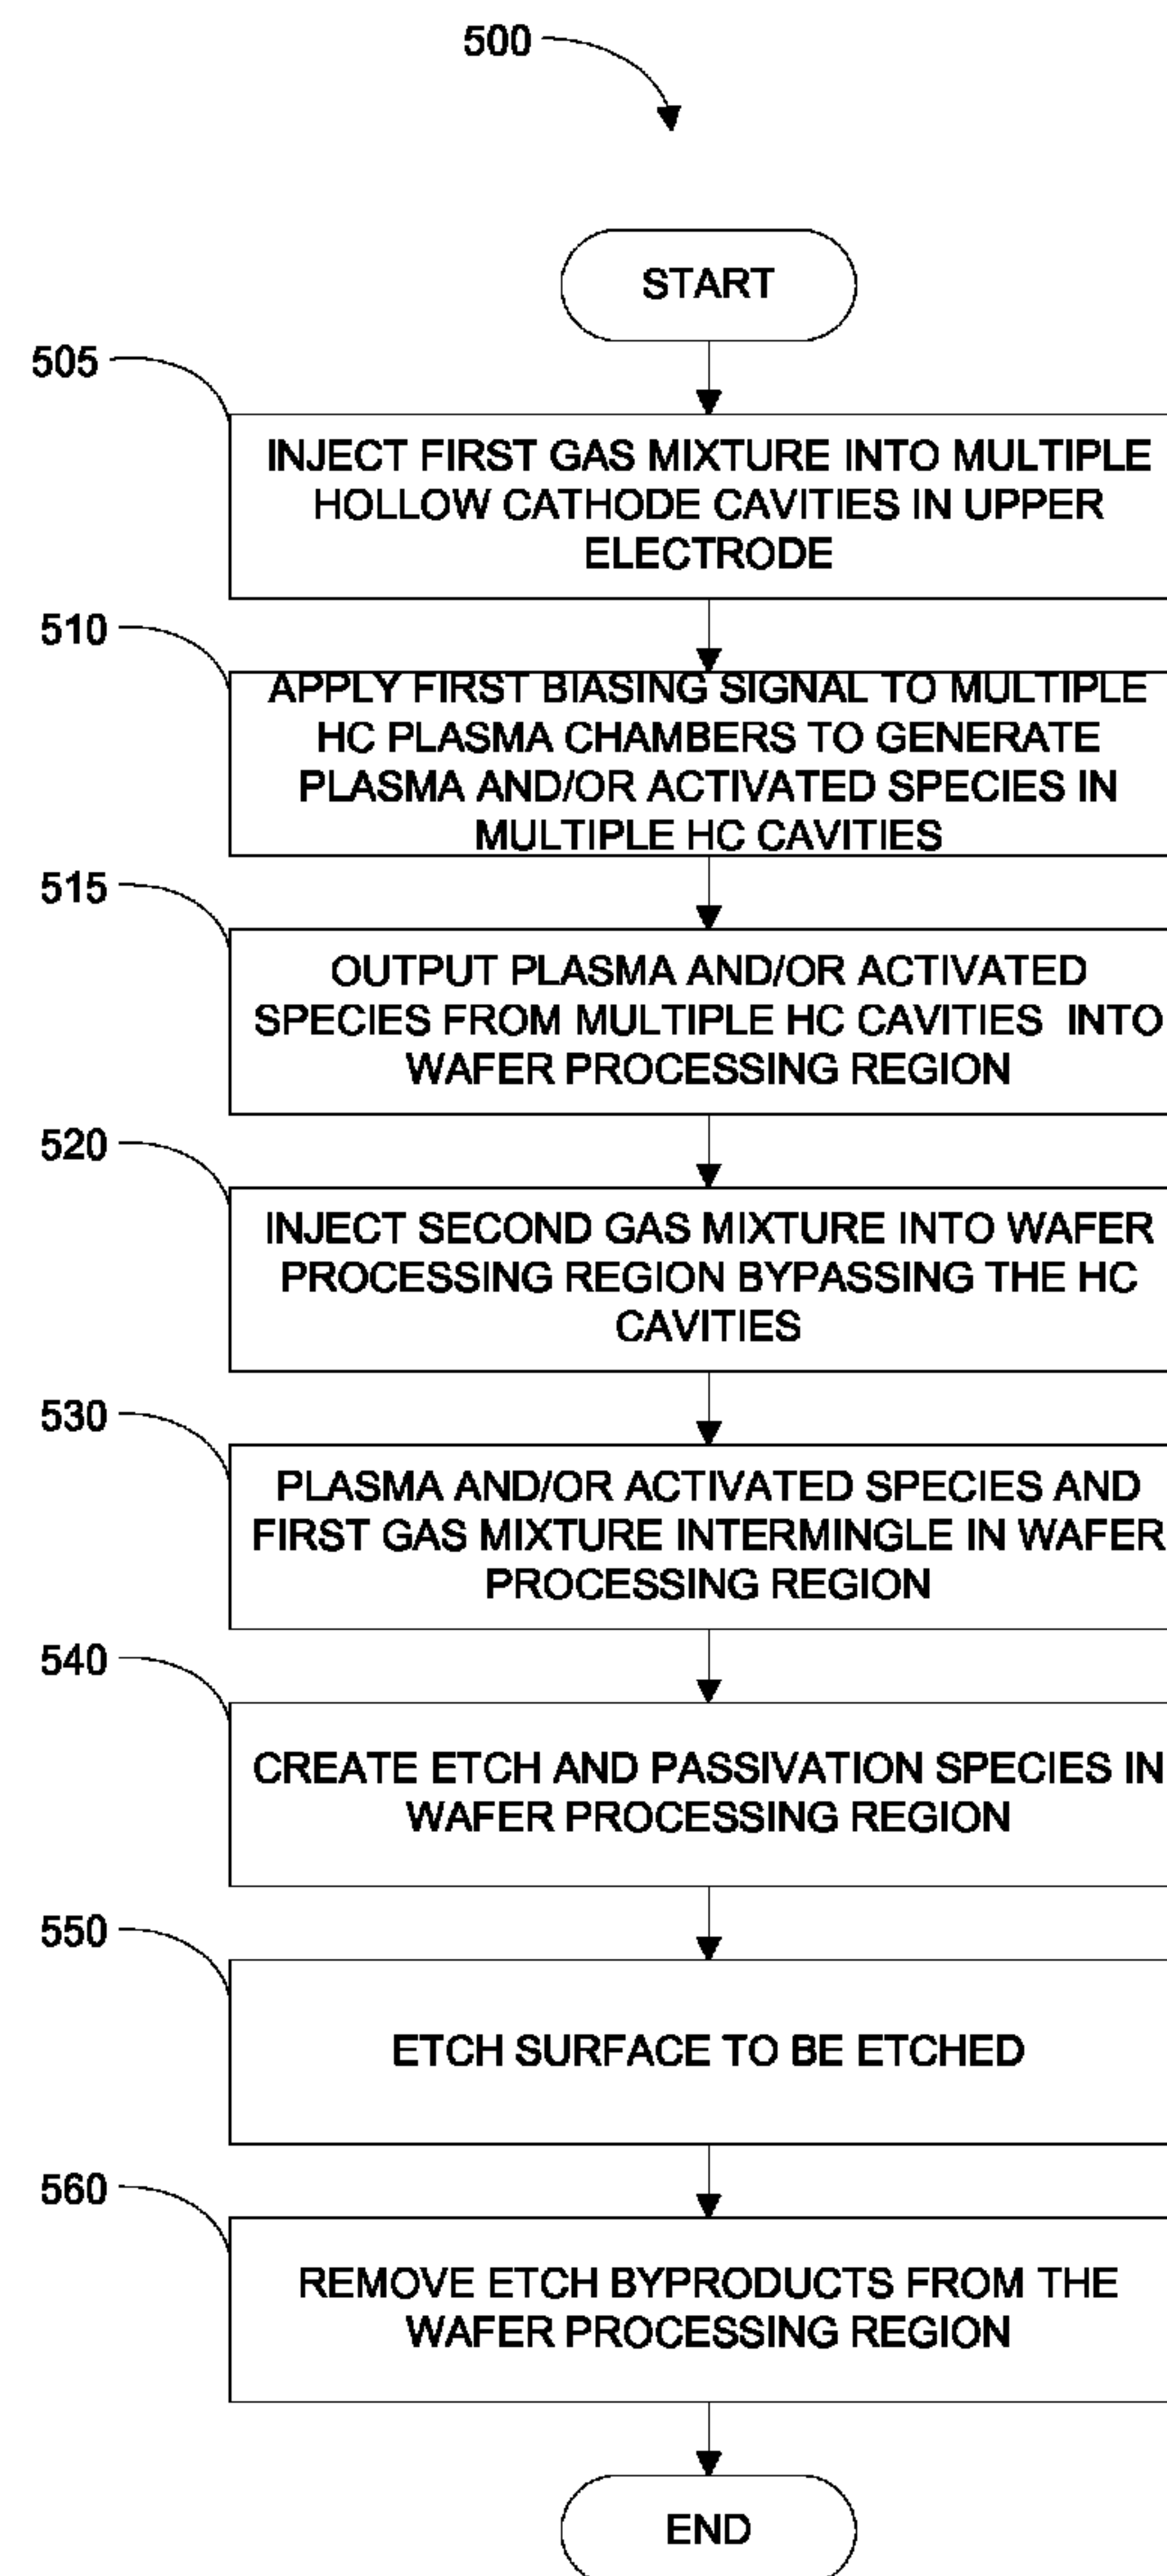 500
START
505
INJECT FIRST GAS MIXTURE INTO MULTIPLE
HOLLOW CATHODE CAVITIES IN UPPER
ELECTRODE
510
APPLY FIRST BIASING SIGNAL TO MULTIPLE
HC PLASMA CHAMBERS TO GENERATE
PLASMA AND/OR ACTIVATED SPECIES IN
MULTIPLE HC CAVITIES
515
OUTPUT PLASMA AND/OR ACTIVATED
SPECIES FROM MULTIPLE HC CAVITIES INTO
WAFER PROCESSING REGION
520
INJECT SECOND GAS MIXTURE INTO WAFER
PROCESSING REGION BYPASSING THE HC
CAVITIES
530
PLASMA AND/OR ACTIVATED SPECIES AND
FIRST GAS MIXTURE INTERMINGLE IN WAFER
PROCESSING REGION
540
CREATE ETCH AND PASSIVATION SPECIES IN
WAFER PROCESSING REGION
550
ETCH SURFACE TO BE ETCHED
560
REMOVE ETCH BYPRODUCTS FROM THE
WAFER PROCESSING REGION
END